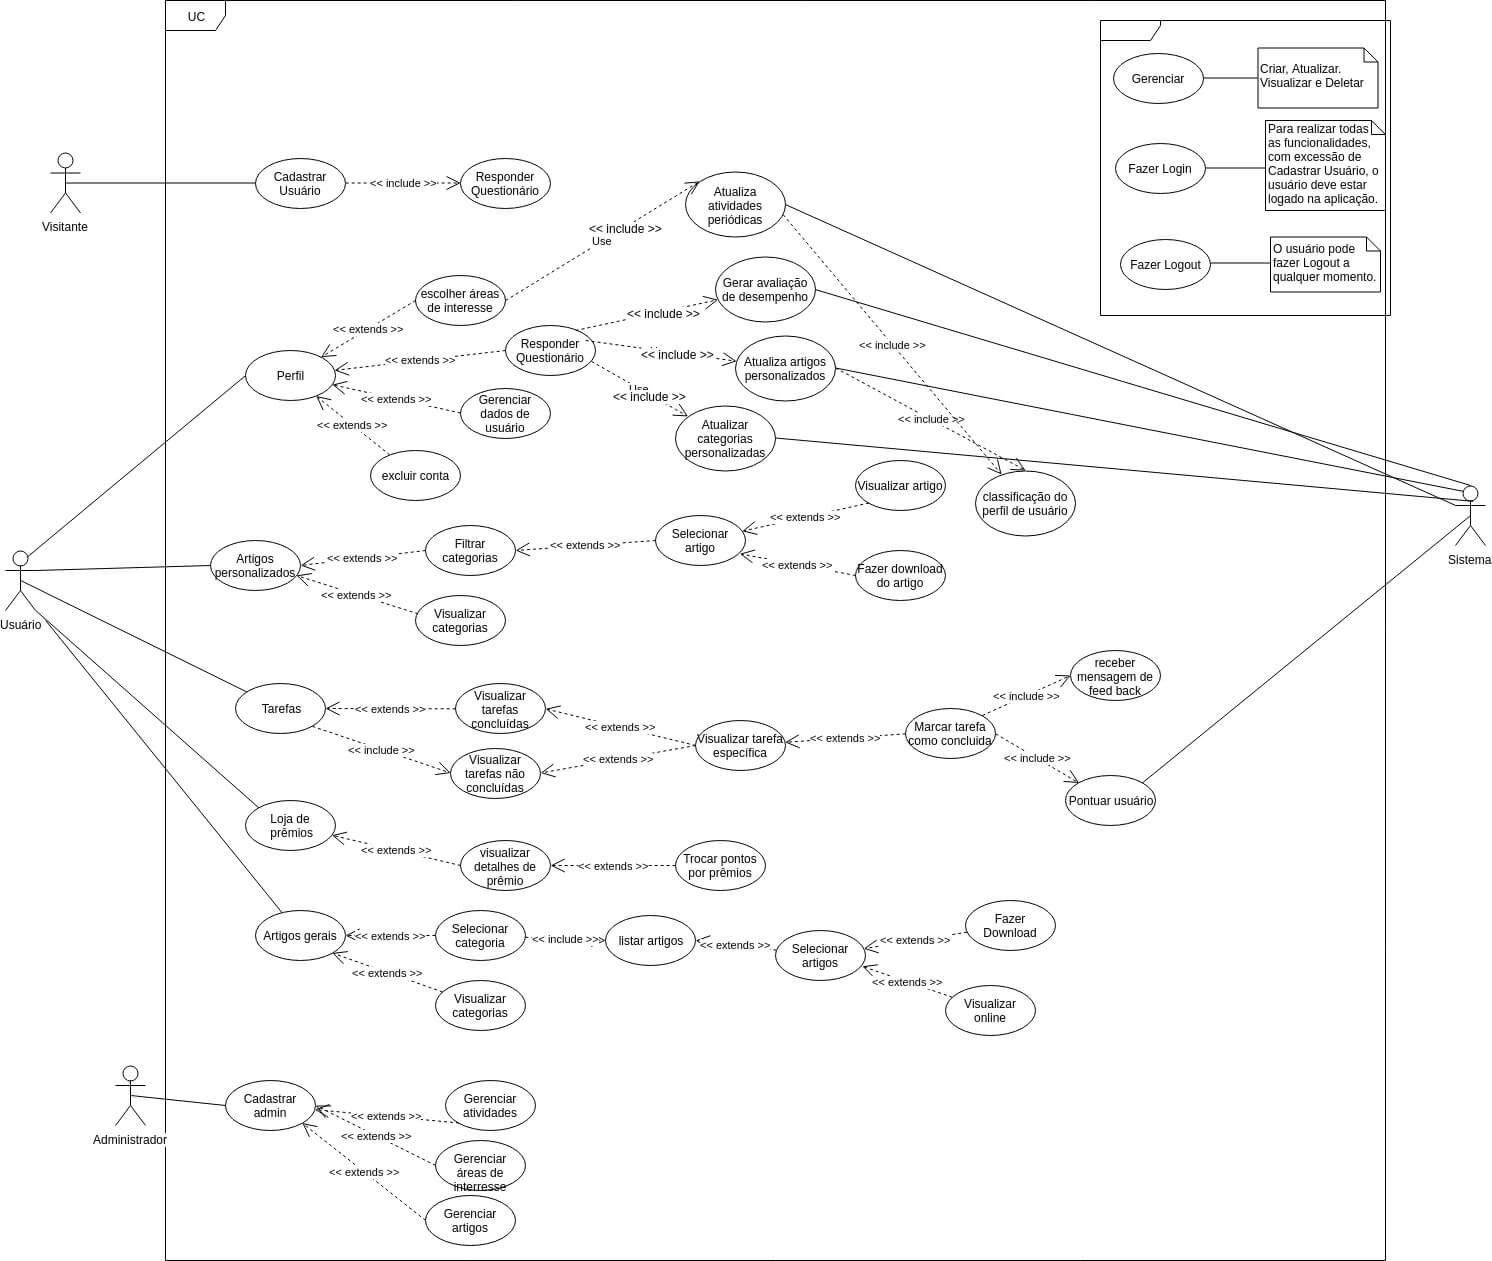 UC
Gerenciar
Criar, Atualizar.
Visualizar e Deletar
Fazer Login
Para realizar todas
as funcionalidades,
com excessão de
Cadastrar Usuário, o
usuário deve estar
logado na aplicação.
Fazer Logout
O usuário pode
fazer Logout a
qualquer momento.
Visitante
Cadastrar
Usuário
<< include >>
Responder
Questionário
Atualiza
atividades
periódicas
<< include >>
Use
escolher áreas
de interesse
<< extends >>
Gerar avaliação
de desempenho
<< include >>
Responder
Questionário
<< extends >>
<< include >>
Atualiza artigos
personalizados
<< include >>
Perfil
Use
<< include >>
<< extends >>
Gerenciar
dados de
usuário
Atualizar
categorias
personalizadas
<< include >>
<< extends >>
excluir conta
Visualizar artigo
classificação do
perfil de usuário
<< extends >>
Sistema
Usuário
Artigos
personalizados
<< extends >>
Filtrar
categorias
<< extends >>
Selecionar
artigo
<< extends >>
Fazer download
do artigo
<< extends >>
Visualizar
categorias
receber
mensagem de
feed back
<< include >>
Tarefas
<< extends >>
Visualizar
tarefas
concluídas
<< extends >>
Visualizar tarefa
específica
<< extends >>
Marcar tarefa
como concluida
<< include >>
<< include >>
Visualizar
tarefas não
concluídas
<< extends >>
Pontuar usuário
Loja de
prêmios
<< extends >>
visualizar
detalhes de
prêmio
<< extends >>
Trocar pontos
por prêmios
Artigos gerais
<< extends >>
Selecionar
categoria
<< include >>
listar artigos
<< extends >>
Selecionar
artigos
<< extends >>
Fazer
Download
<< extends >>
Visualizar
categorias
<< extends >>
Visualizar
online
Administrador
Cadastrar
admin
<< extends >>
Gerenciar
atividades
<< extends >>
Gerenciar
áreas de
interresse
<< extends >>
Gerenciar
artigos